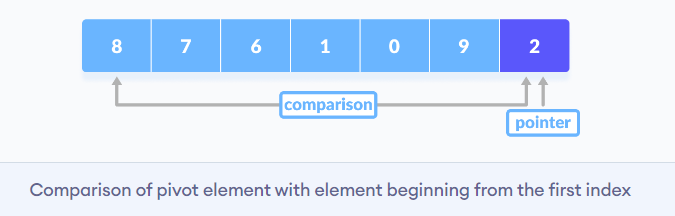 8 7 6 1 0 9 2
comparison
pointer
Comparison of pivot element with element beginning from the first index